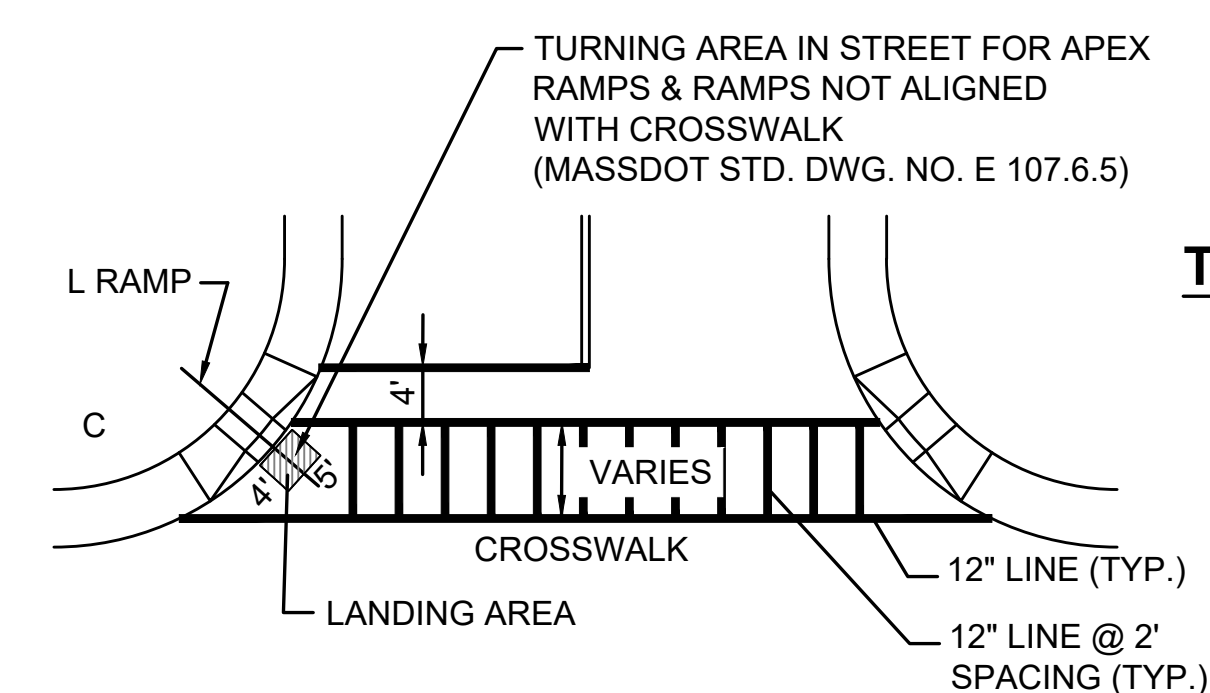 TURNING AREA IN STREET FOR APEX
RAMPS & RAMPS NOT ALIGNED
WITH CROSSWALK
(MASSDOT STD. DWG. NO. E 107.6.5)
T
L RAMP
C
4'
4'
5'
VARIES
CROSSWALK
12" LINE (TYP.)
LANDING AREA
12" LINE @ 2'
SPACING (TYP.)